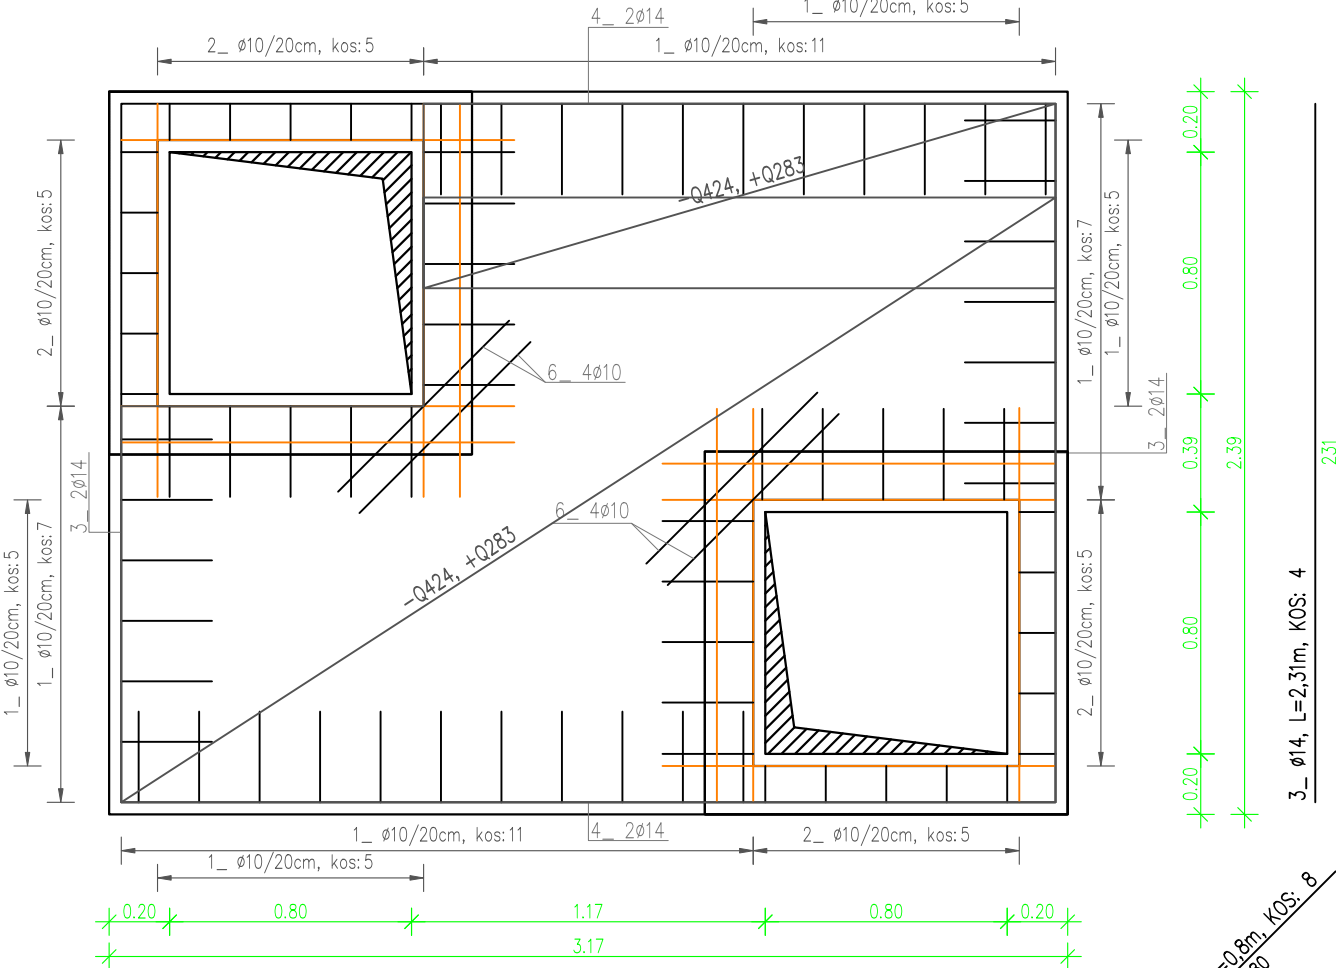 1_ ø10/20cm, kos:5
4_ 2ø14
2_ ø10/20cm, kos:5
1_ ø10/20cm, kos:11
-Q424, +Q283
2_ ø10/20cm, kos:5
1_ ø10/20cm, kos:7
1_ ø10/20cm, kos:5
0.20
0.80
6_ 4ø10
3_ 2ø14
3_ 2ø14
0.39
2.39
231
6_ 4ø10
-Q424, +Q283
1_ ø10/20cm, kos:5
1_ ø10/20cm, kos:7
2_ ø10/20cm, kos:5
0.80
3_ ø14, L=2,31m, KOS: 4
0.20
1_ ø10/20cm, kos:11
4_ 2ø14
2_ ø10/20cm, kos:5
1_ ø10/20cm, kos:5
0.20
0.80
1.17
0.80
0.20
3.17
=0,8m, KOS: 8
80